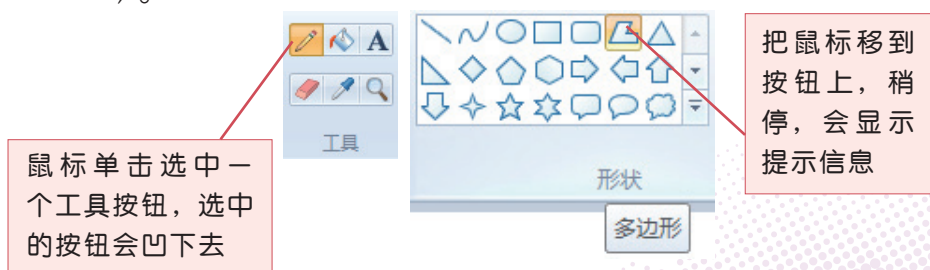 A
工具
鼠标单击选中一
个工具按钮，选中
的按钮会凹下去
形状
多边形
把鼠标移到
按钮上，稍
停，会显示
提示信息